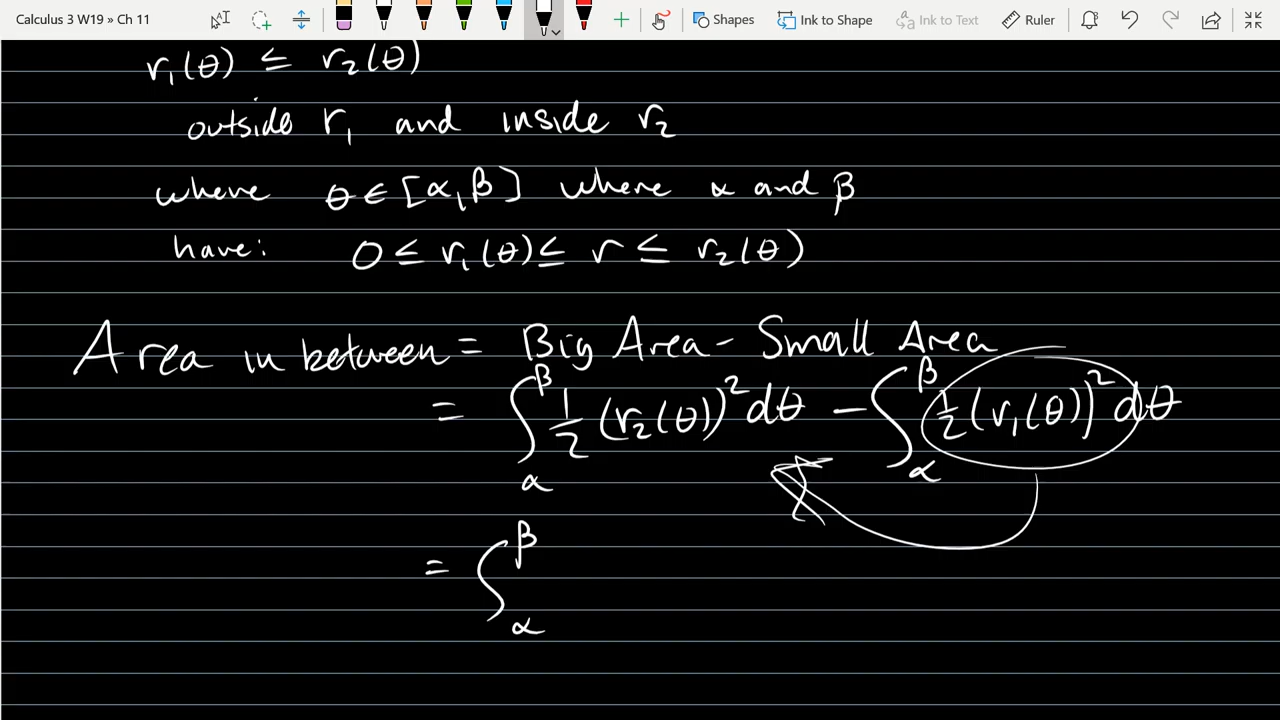 Calculus 3 W19 » Ch 11 Shapes Ink to Shape Ink to Text Ruler
r₁(θ) ≤ r₂(θ)
outside r₁ and inside r₂
where θ ∈ [α, β] where α and β
have: 0 ≤ r₁(θ) ≤ r ≤ r₂(θ)
Area in between = Big Area - Small Area
= ∫_α^β 1/2 (r₂(θ))² dθ - ∫_α^β 1/2 (r₁(θ))² dθ
= ∫_α^β